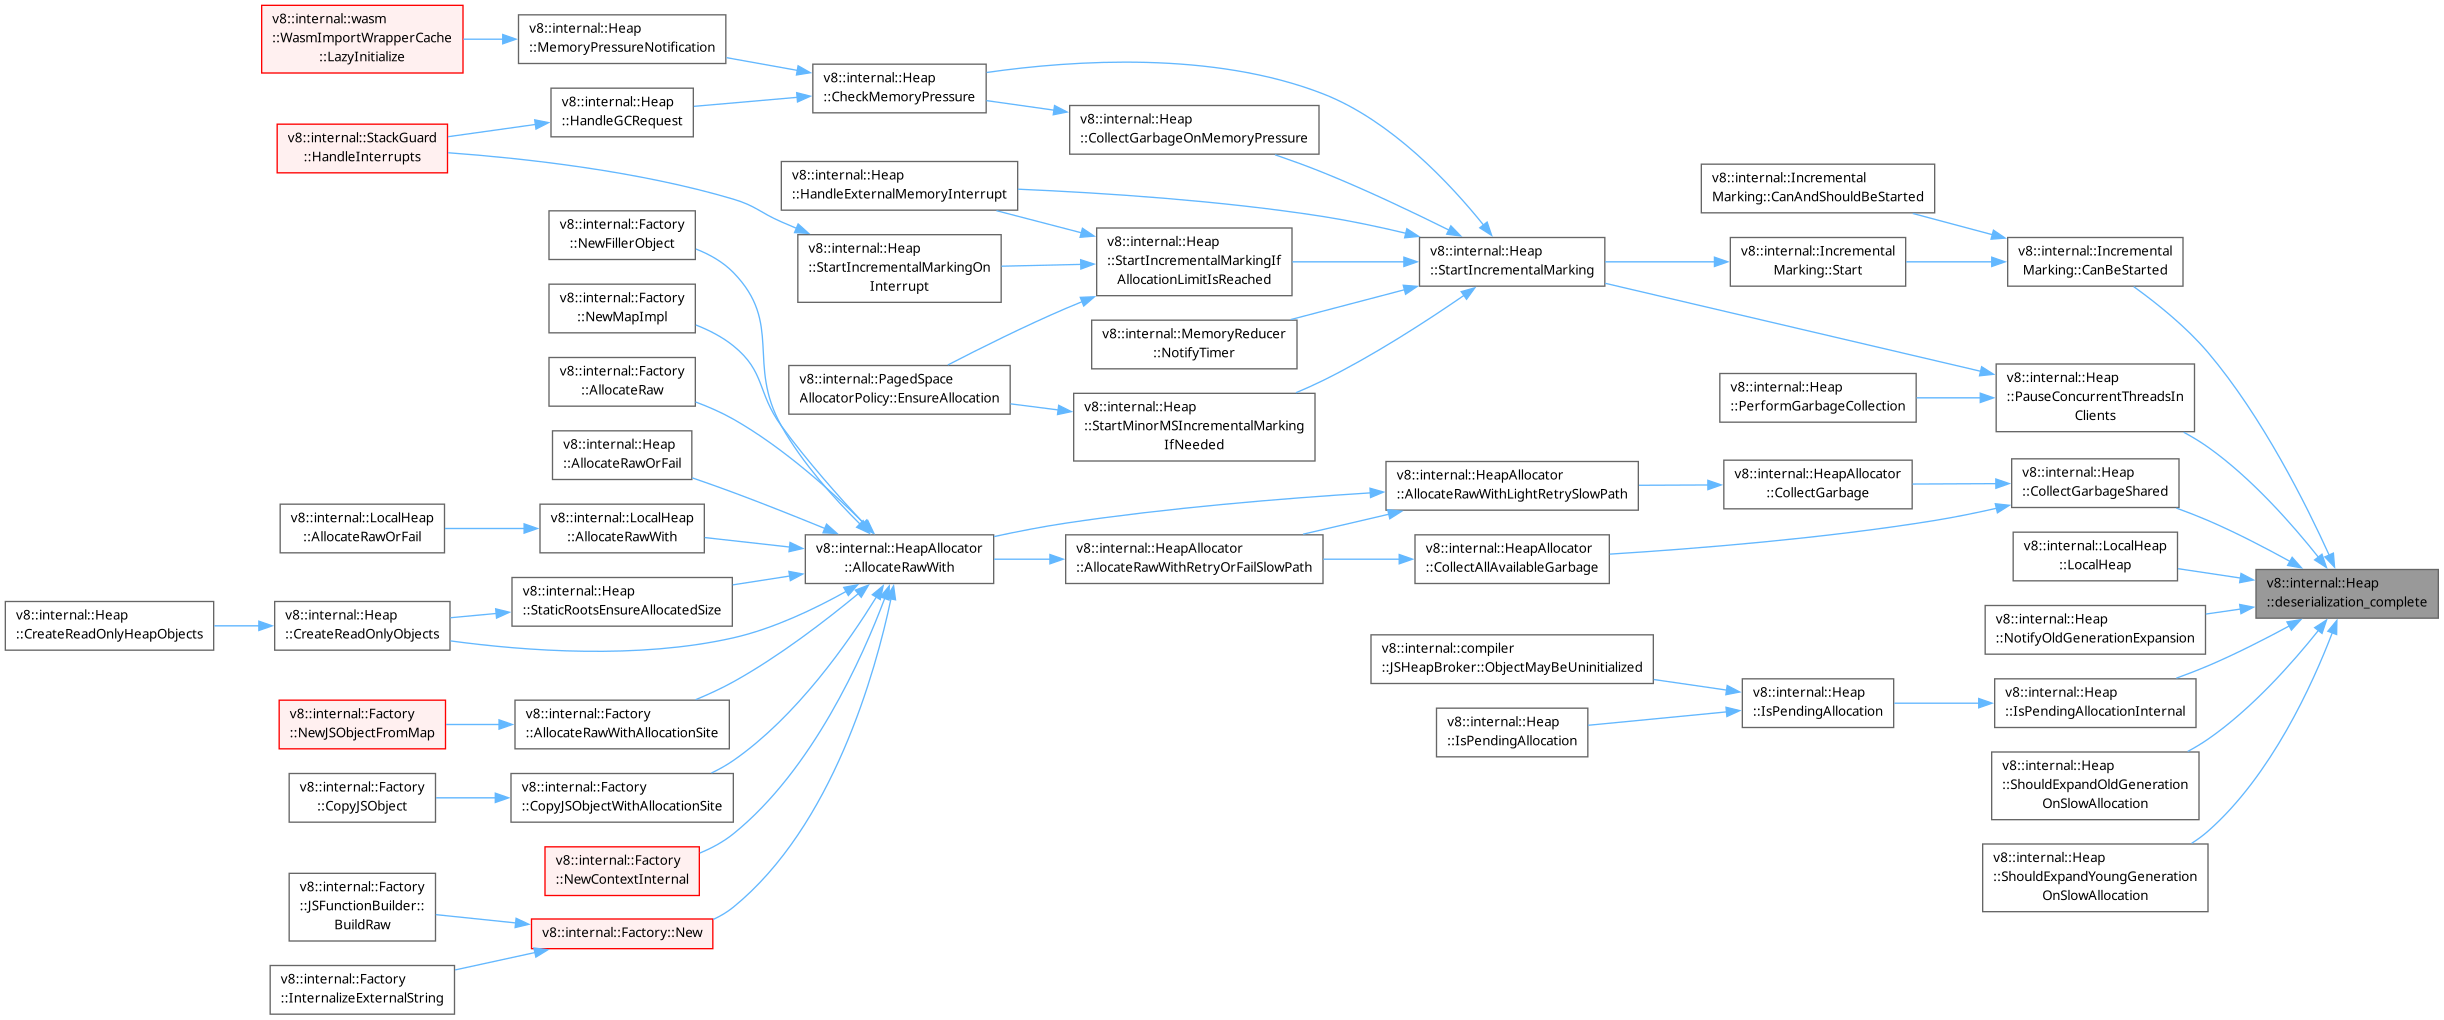 v8::internal::wasm
::WasmImportWrapperCache
::LazyInitialize
v8::internal::Heap
::MemoryPressureNotification
v8::internal::Heap
::CheckMemoryPressure
v8::internal::Heap
::HandleGCRequest
v8::internal::StackGuard
::HandleInterrupts
v8::internal::Heap
::CollectGarbageOnMemoryPressure
v8::internal::Heap
::HandleExternalMemoryInterrupt
v8::internal::Incremental
Marking::CanAndShouldBeStarted
v8::internal::Factory
::NewFillerObject
v8::internal::Heap
::StartIncrementalMarkingOn
Interrupt
v8::internal::Heap
::StartIncrementalMarkingIf
AllocationLimitIsReached
v8::internal::Heap
::StartIncrementalMarking
v8::internal::Incremental
Marking::Start
v8::internal::Incremental
Marking::CanBeStarted
v8::internal::Factory
::NewMapImpl
v8::internal::MemoryReducer
::NotifyTimer
v8::internal::Factory
::AllocateRaw
v8::internal::PagedSpace
AllocatorPolicy::EnsureAllocation
v8::internal::Heap
::StartMinorMSIncrementalMarking
IfNeeded
v8::internal::Heap
::PerformGarbageCollection
v8::internal::Heap
::PauseConcurrentThreadsIn
Clients
v8::internal::Heap
::AllocateRawOrFail
v8::internal::HeapAllocator
::AllocateRawWithLightRetrySlowPath
v8::internal::HeapAllocator
::CollectGarbage
v8::internal::Heap
::CollectGarbageShared
v8::internal::LocalHeap
::AllocateRawOrFail
v8::internal::LocalHeap
::AllocateRawWith
v8::internal::HeapAllocator
::AllocateRawWith
v8::internal::HeapAllocator
::AllocateRawWithRetryOrFailSlowPath
v8::internal::HeapAllocator
::CollectAllAvailableGarbage
v8::internal::LocalHeap
::LocalHeap
v8::internal::Heap
::deserialization_complete
v8::internal::Heap
::CreateReadOnlyHeapObjects
v8::internal::Heap
::CreateReadOnlyObjects
v8::internal::Heap
::StaticRootsEnsureAllocatedSize
v8::internal::Heap
::NotifyOldGenerationExpansion
v8::internal::compiler
::JSHeapBroker::ObjectMayBeUninitialized
v8::internal::Heap
::IsPendingAllocation
v8::internal::Heap
::IsPendingAllocation
v8::internal::Heap
::IsPendingAllocationInternal
v8::internal::Factory
::NewJSObjectFromMap
v8::internal::Factory
::AllocateRawWithAllocationSite
v8::internal::Heap
::ShouldExpandOldGeneration
OnSlowAllocation
v8::internal::Factory
::CopyJSObject
v8::internal::Factory
::CopyJSObjectWithAllocationSite
v8::internal::Factory
::NewContextInternal
v8::internal::Heap
::ShouldExpandYoungGeneration
OnSlowAllocation
v8::internal::Factory
::JSFunctionBuilder::
BuildRaw
v8::internal::Factory::New
v8::internal::Factory
::InternalizeExternalString